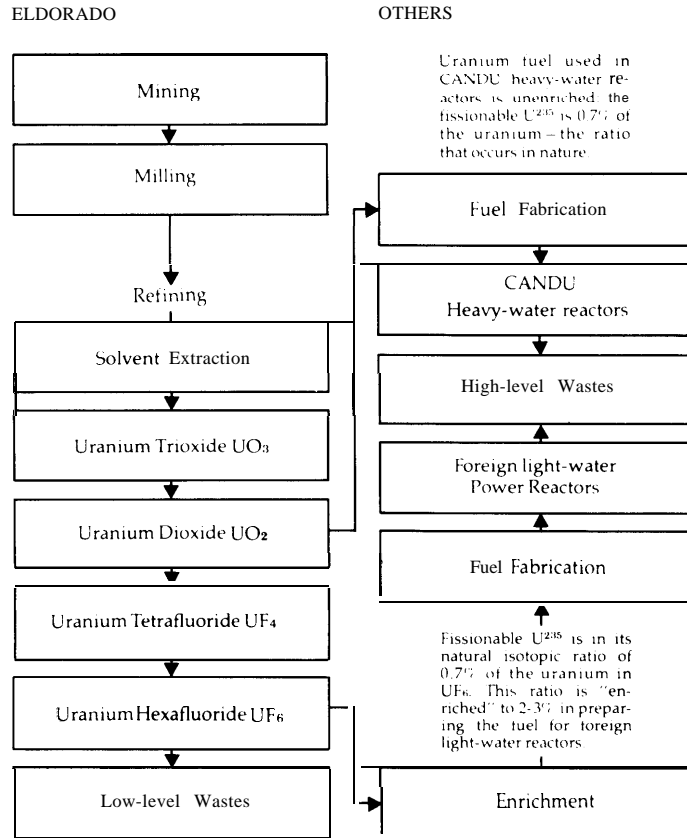 ELDORADO
Mining
Milling
Refining
Solvent Extraction
Uranium Trioxide UO₃
Uranium Dioxide UO₂
Uranium Tetrafluoride UF₄
Uranium Hexafluoride UF₆
Low-level Wastes
OTHERS
Uranium fuel used in
CANDU heavy-water re-
actors is unenriched: the
fissionable U²³⁵ is 0.7% of
the uranium – the ratio
that occurs in nature.
Fuel Fabrication
CANDU
Heavy-water reactors
High-level Wastes
Foreign light-water
Power Reactors
Fuel Fabrication
Fissionable U²³⁵ is in its
natural isotopic ratio of
0.7% of the uranium in
UF₆. This ratio is "en-
riched" to 2-3% in prepar-
ing the fuel for foreign
light-water reactors
Enrichment